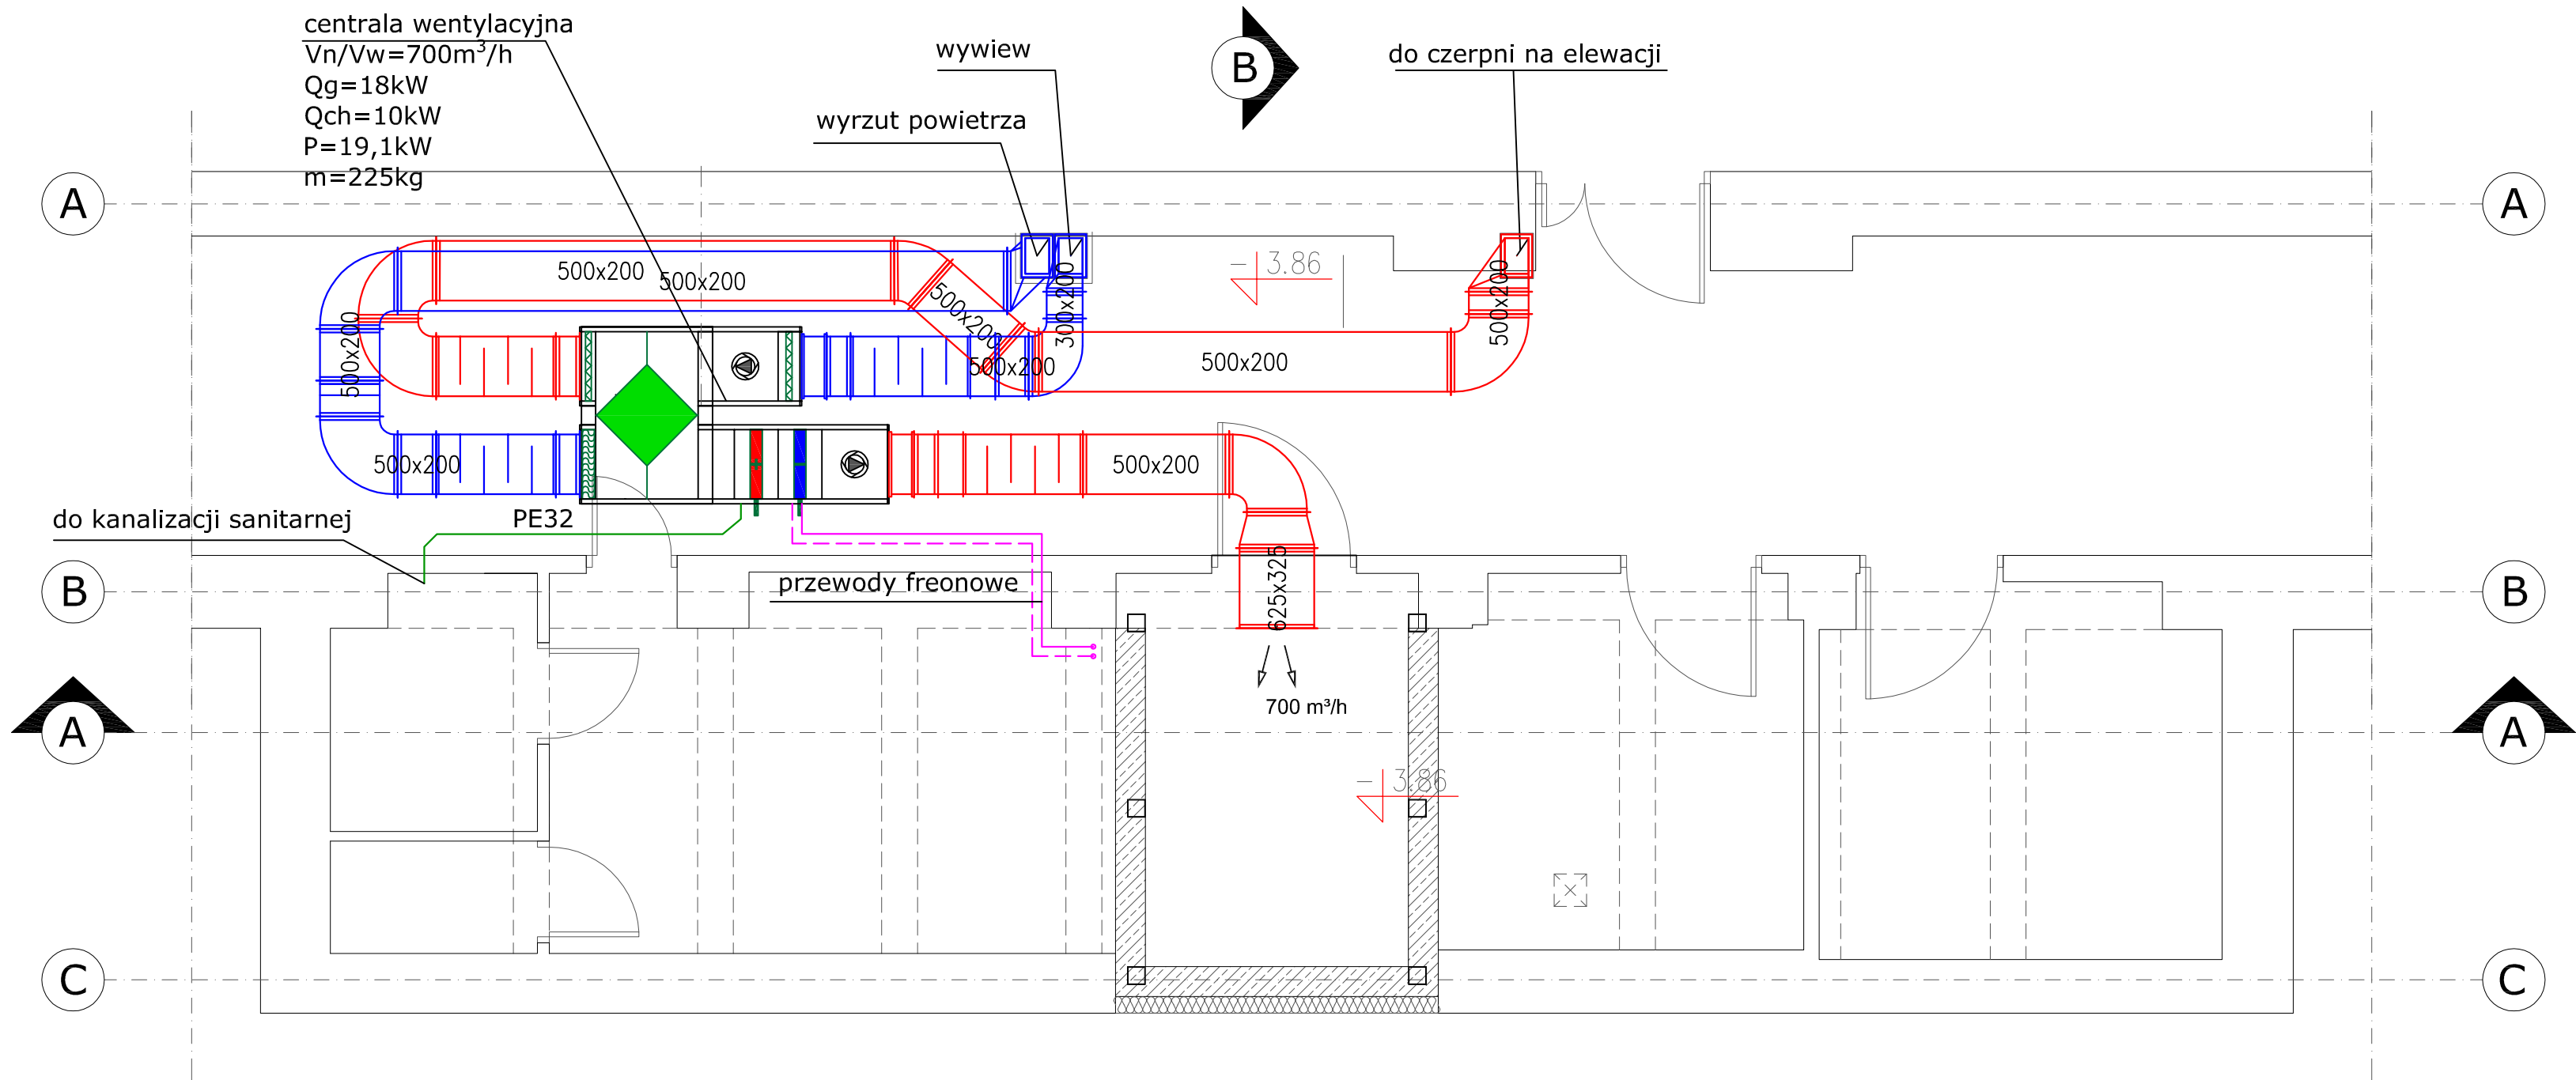 centrala wentylacyjna
Vn/Vw=700m³/h
Qg=18kW
Qch=10kW
P=19,1kW
m=225kg
wywiew
wyrzut powietrza
B
do czerpni na elewacji
A
A
500x200
500x200
500x200
300x200
- 3.86
500x200
500x200
500x200
500x200
500x200
500x200
500x200
do kanalizacji sanitarnej
PE32
przewody freonowe
625x325
B
B
700 m³/h
A
A
- 3.86
C
C